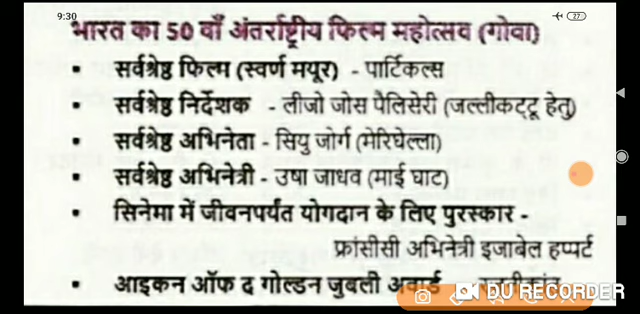 9:30
27
भारत का 50 वाँ अंतर्राष्ट्रीय फिल्म महोत्सव (गोवा)
सर्वश्रेष्ठ फिल्म (स्वर्ण मयूर) - पार्टिकल्स
सर्वश्रेष्ठ निर्देशक - लीजो जोस पैलिसेरी (जल्लीकट्टू हेतु)
सर्वश्रेष्ठ अभिनेता - सियु जोर्ग (मेरिघेल्ला)
सर्वश्रेष्ठ अभिनेत्री - उषा जाधव (माई घाट)
सिनेमा में जीवनपर्यंत योगदान के लिए पुरस्कार -
फ्रांसीसी अभिनेत्री इजाबेल हप्पर्ट
आइकन ऑफ द गोल्डन जुबली अवार्ड
DU RECORDER